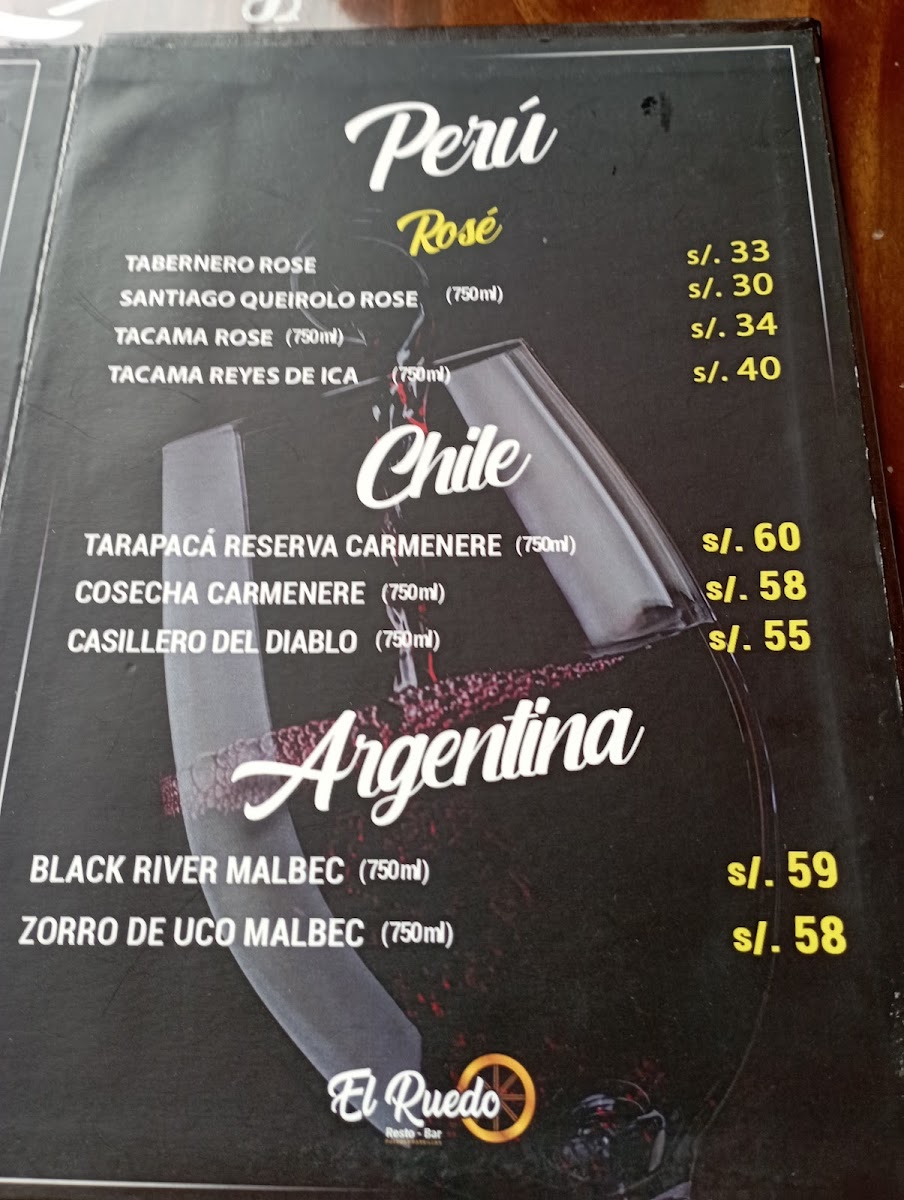 Perú
Rosé
TABERNERO ROSE s/. 33
SANTIAGO QUEIROLO ROSE (750ml) s/. 30
TACAMA ROSE (750ml) s/. 34
TACAMA REYES DE ICA (750ml) s/. 40
Chile
TARAPACÁ RESERVA CARMENERE (750ml) s/. 60
COSECHA CARMENERE (750ml) s/. 58
CASILLERO DEL DIABLO (750ml) s/. 55
Argentina
BLACK RIVER MALBEC (750ml) s/. 59
ZORRO DE UCO MALBEC (750ml) s/. 58
El Ruedo
Resto - Bar